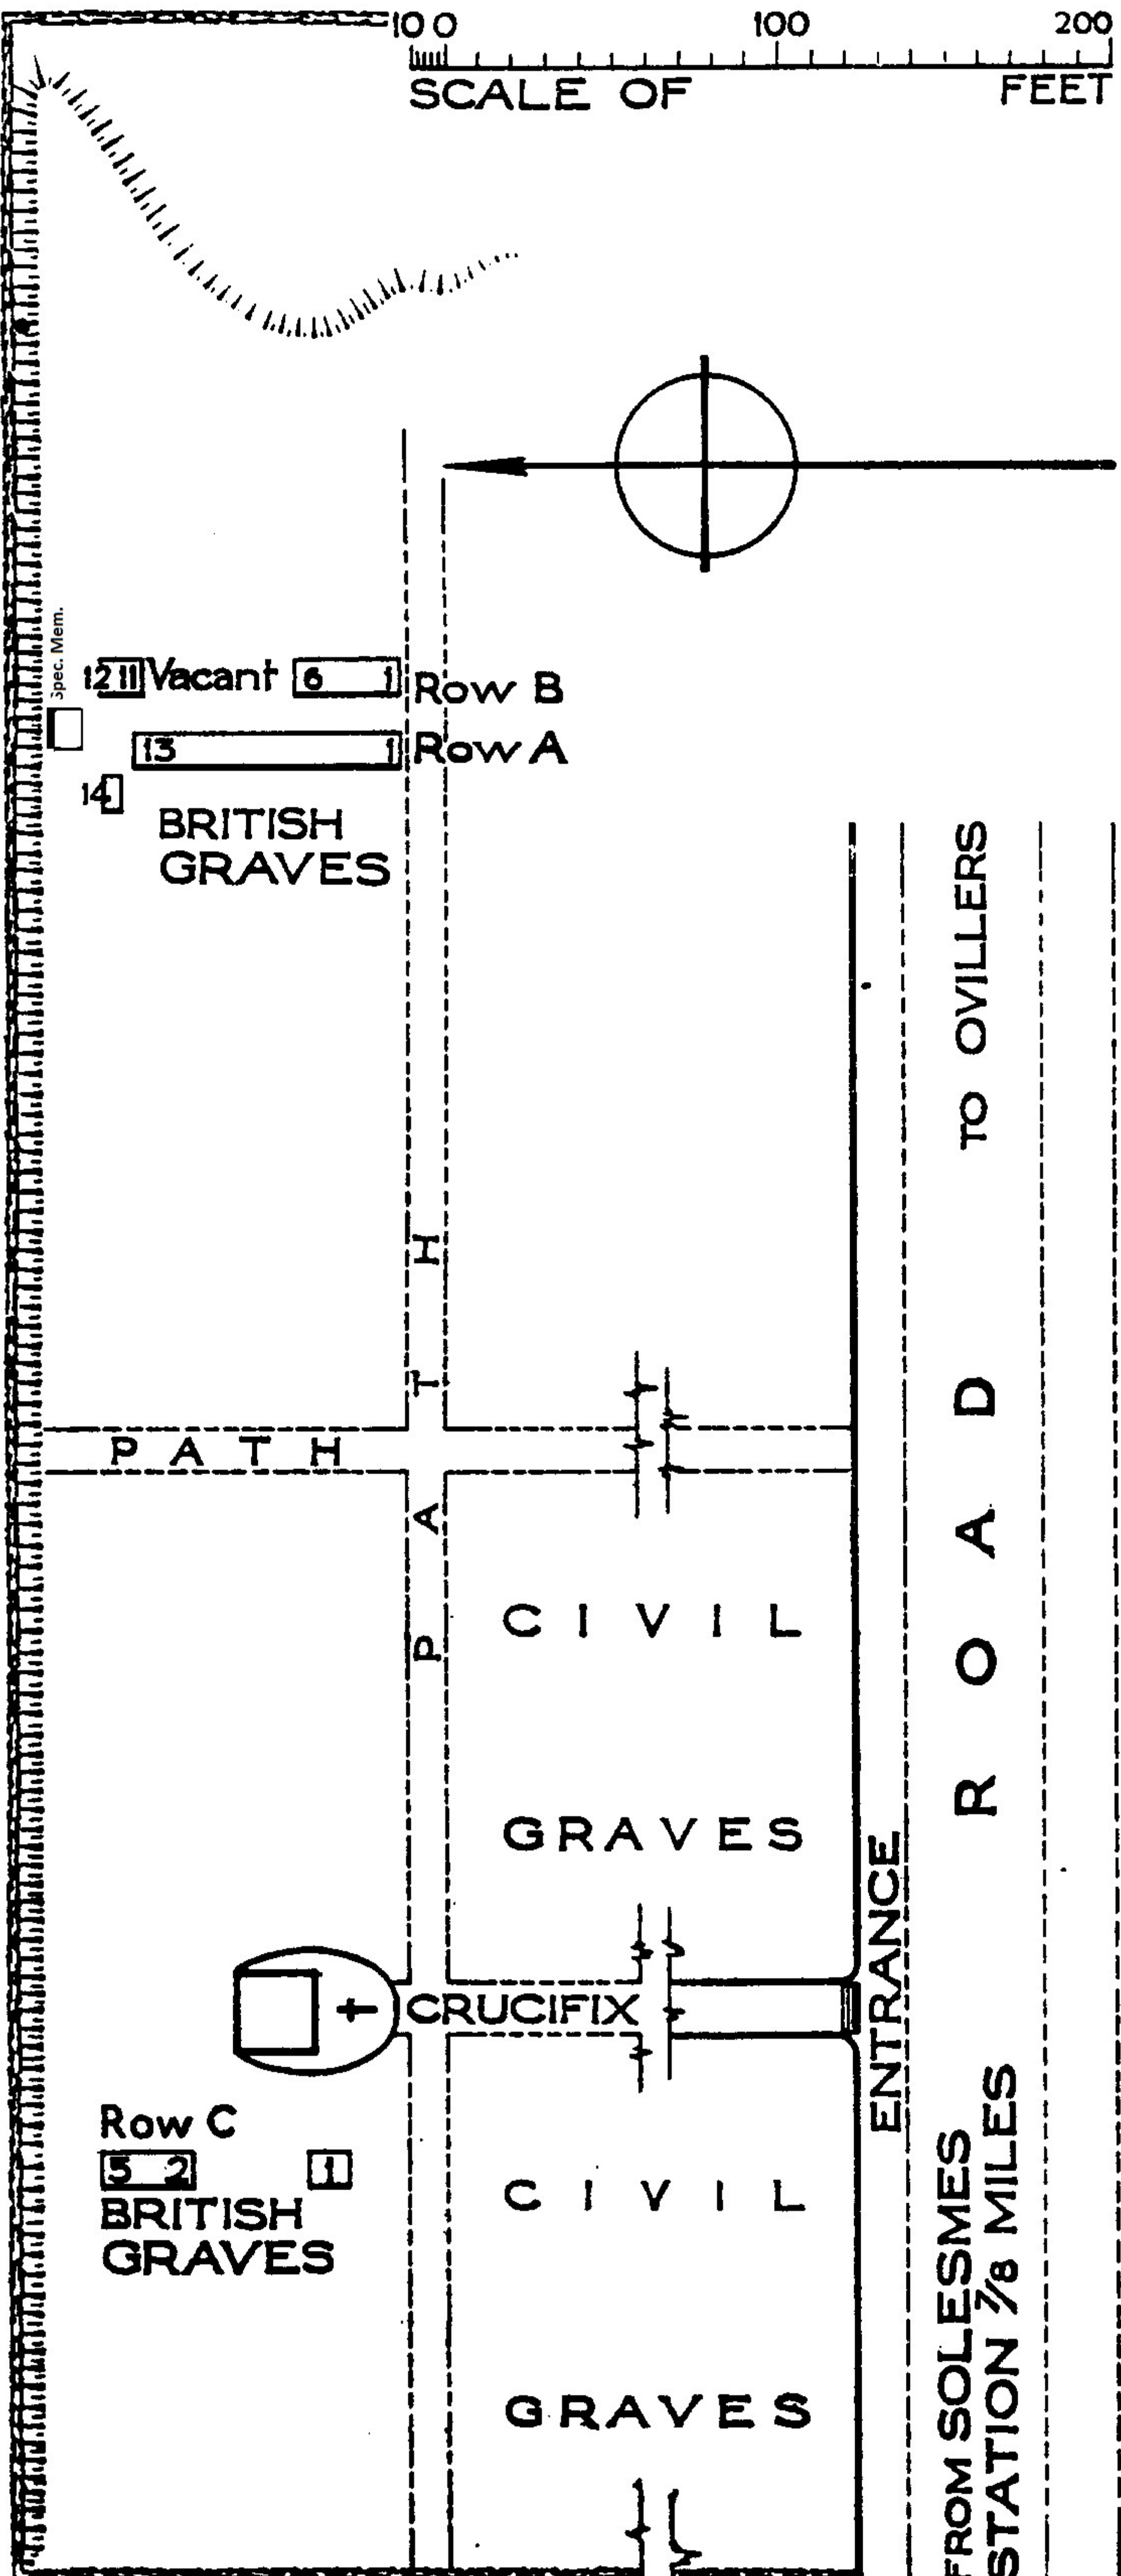 10 0 100 200
SCALE OF FEET
Spec. Mem.
12 11 Vacant 6 1 Row B
13 1 Row A
14
BRITISH
GRAVES
TO OVILLERS
PATH
PATH
CIVIL
GRAVES
ROAD
ENTRANCE
CRUCIFIX
Row C
5 2 1
BRITISH
GRAVES
CIVIL
GRAVES
FROM SOLESMES
STATION 7/8 MILES